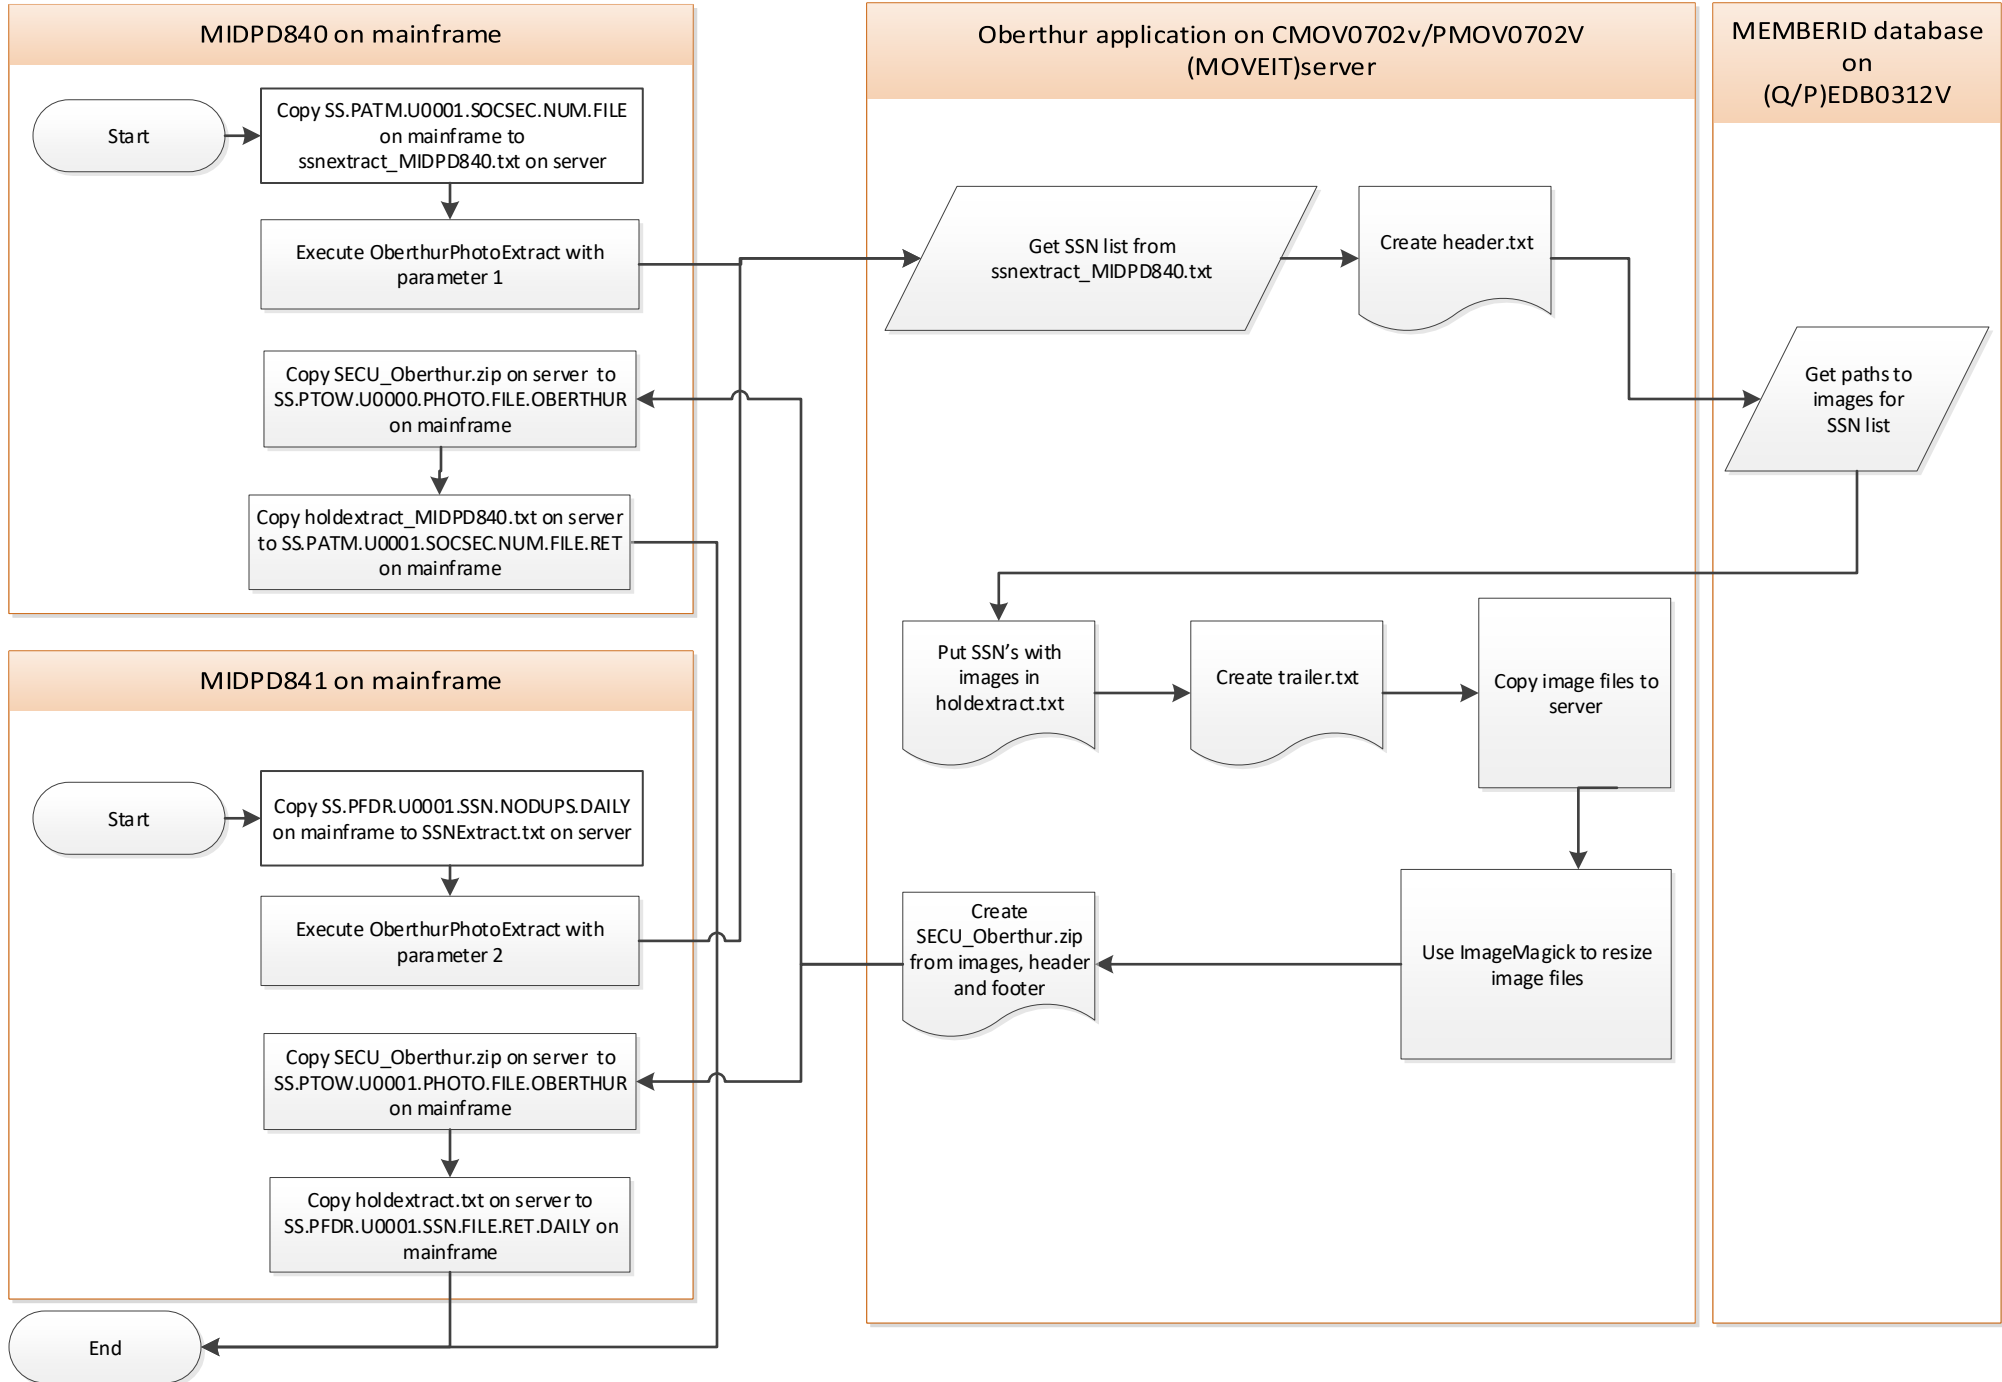 MIDPD840 on mainframe
Start
Copy SS.PATM.U0001.SOCSEC.NUM.FILE
on mainframe to
ssnextract_MIDPD840.txt on server
Execute OberthurPhotoExtract with
parameter 1
Copy SECU_Oberthur.zip on server to
SS.PTOW.U0000.PHOTO.FILE.OBERTHUR
on mainframe
Copy holdextract_MIDPD840.txt on server
to SS.PATM.U0001.SOCSEC.NUM.FILE.RET
on mainframe
MIDPD841 on mainframe
Start
Copy SS.PFDR.U0001.SSN.NODUPS.DAILY
on mainframe to SSNExtract.txt on server
Execute OberthurPhotoExtract with
parameter 2
Copy SECU_Oberthur.zip on server to
SS.PTOW.U0001.PHOTO.FILE.OBERTHUR
on mainframe
Copy holdextract.txt on server to
SS.PFDR.U0001.SSN.FILE.RET.DAILY on
mainframe
End
Oberthur application on CMOV0702v/PMOV0702V
(MOVEIT)server
Get SSN list from
ssnextract_MIDPD840.txt
Create header.txt
Put SSN’s with
images in
holdextract.txt
Create trailer.txt
Copy image files to
server
Create
SECU_Oberthur.zip
from images, header
and footer
Use ImageMagick to resize
image files
MEMBERID database
on
(Q/P)EDB0312V
Get paths to
images for
SSN list